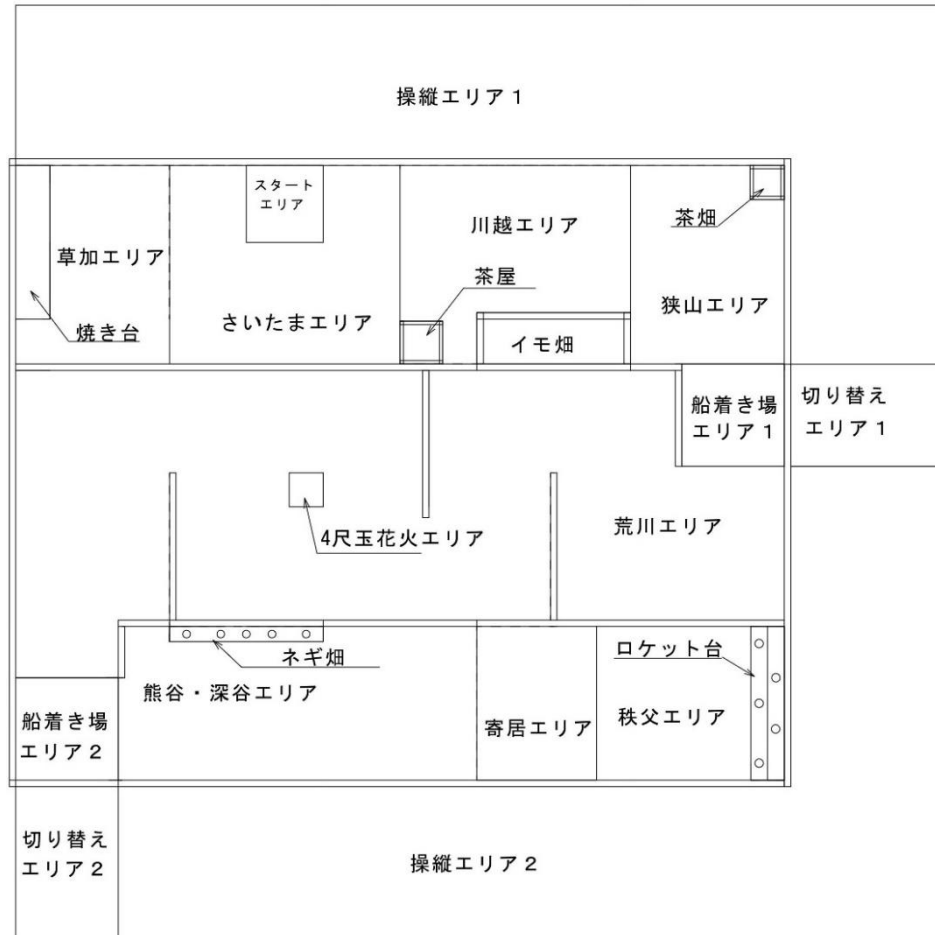 操縦エリア１
スタート
エリア
川越エリア
茶畑
草加エリア
茶屋
狭山エリア
さいたまエリア
焼き台
イモ畑
船着き場
エリア１
切り替え
エリア１
荒川エリア
4尺玉花火エリア
ネギ畑
ロケット台
熊谷・深谷エリア
船着き場
エリア２
寄居エリア
秩父エリア
切り替え
エリア２
操縦エリア２